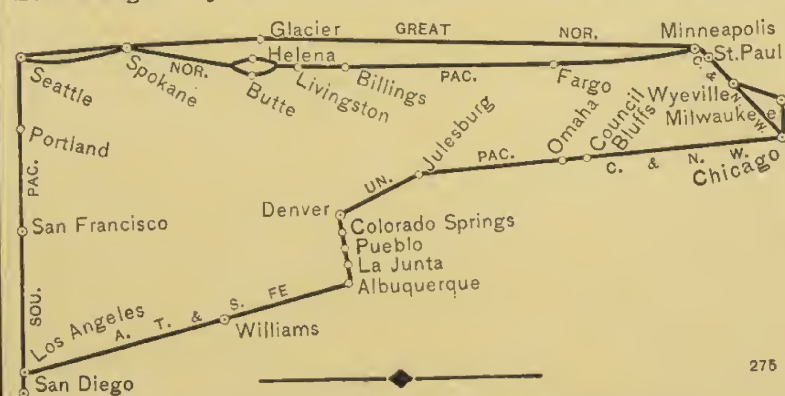 Glacier
GREAT
NOR.
Minneapolis
St. Paul
Helena
Seattle
Spokane
NOR.
Butte
Livingston
Billings
PAC.
Fargo
C. & N. W.
Wyeville
Milwaukee
Portland
PAC.
Julesburg
Omaha
Council
Bluffs
PAC.
UN.
C. & N. W.
Chicago
Denver
Colorado Springs
San Francisco
Pueblo
La Junta
Albuquerque
SOU.
Los Angeles
A. T. & S. FE
Williams
San Diego
275